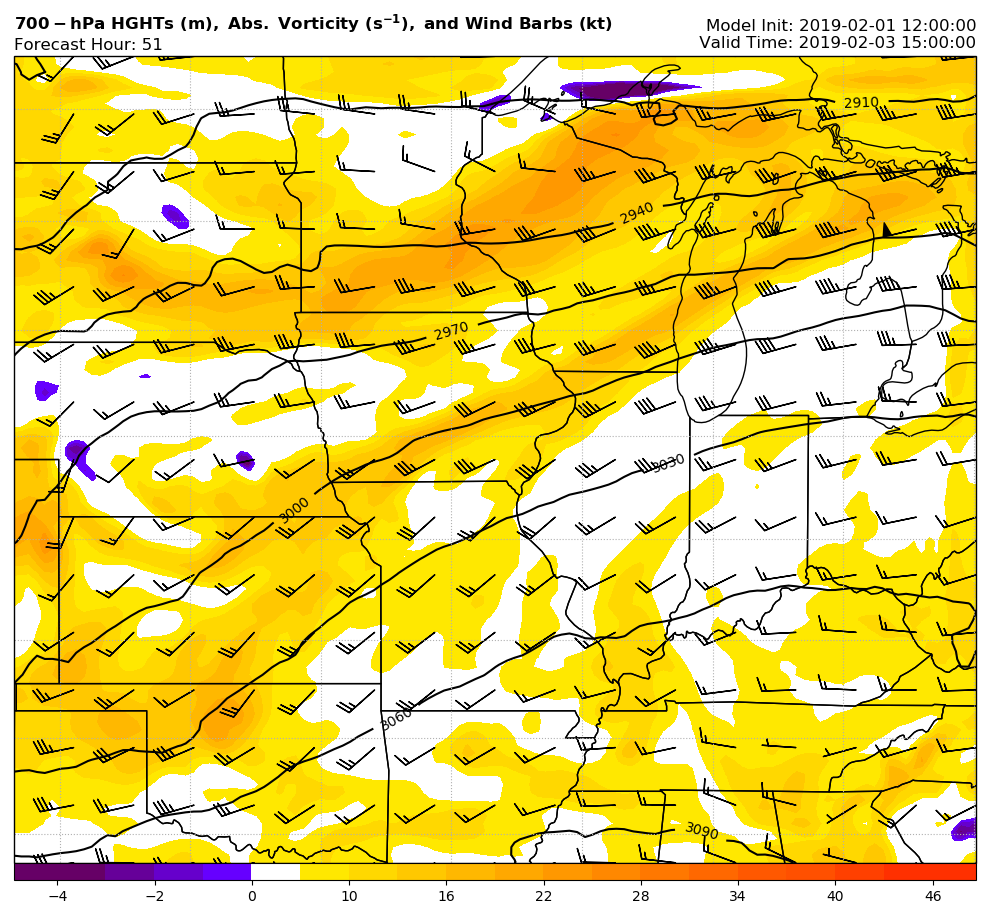 700 − hPa HGHTs (m), Abs. Vorticity (s⁻¹), and Wind Barbs (kt)
Model Init: 2019-02-01 12:00:00
Forecast Hour: 51
Valid Time: 2019-02-03 15:00:00
2910
2940
2970
3030
3000
3060
3090
−4 −2 0 10 16 22 28 34 40 46